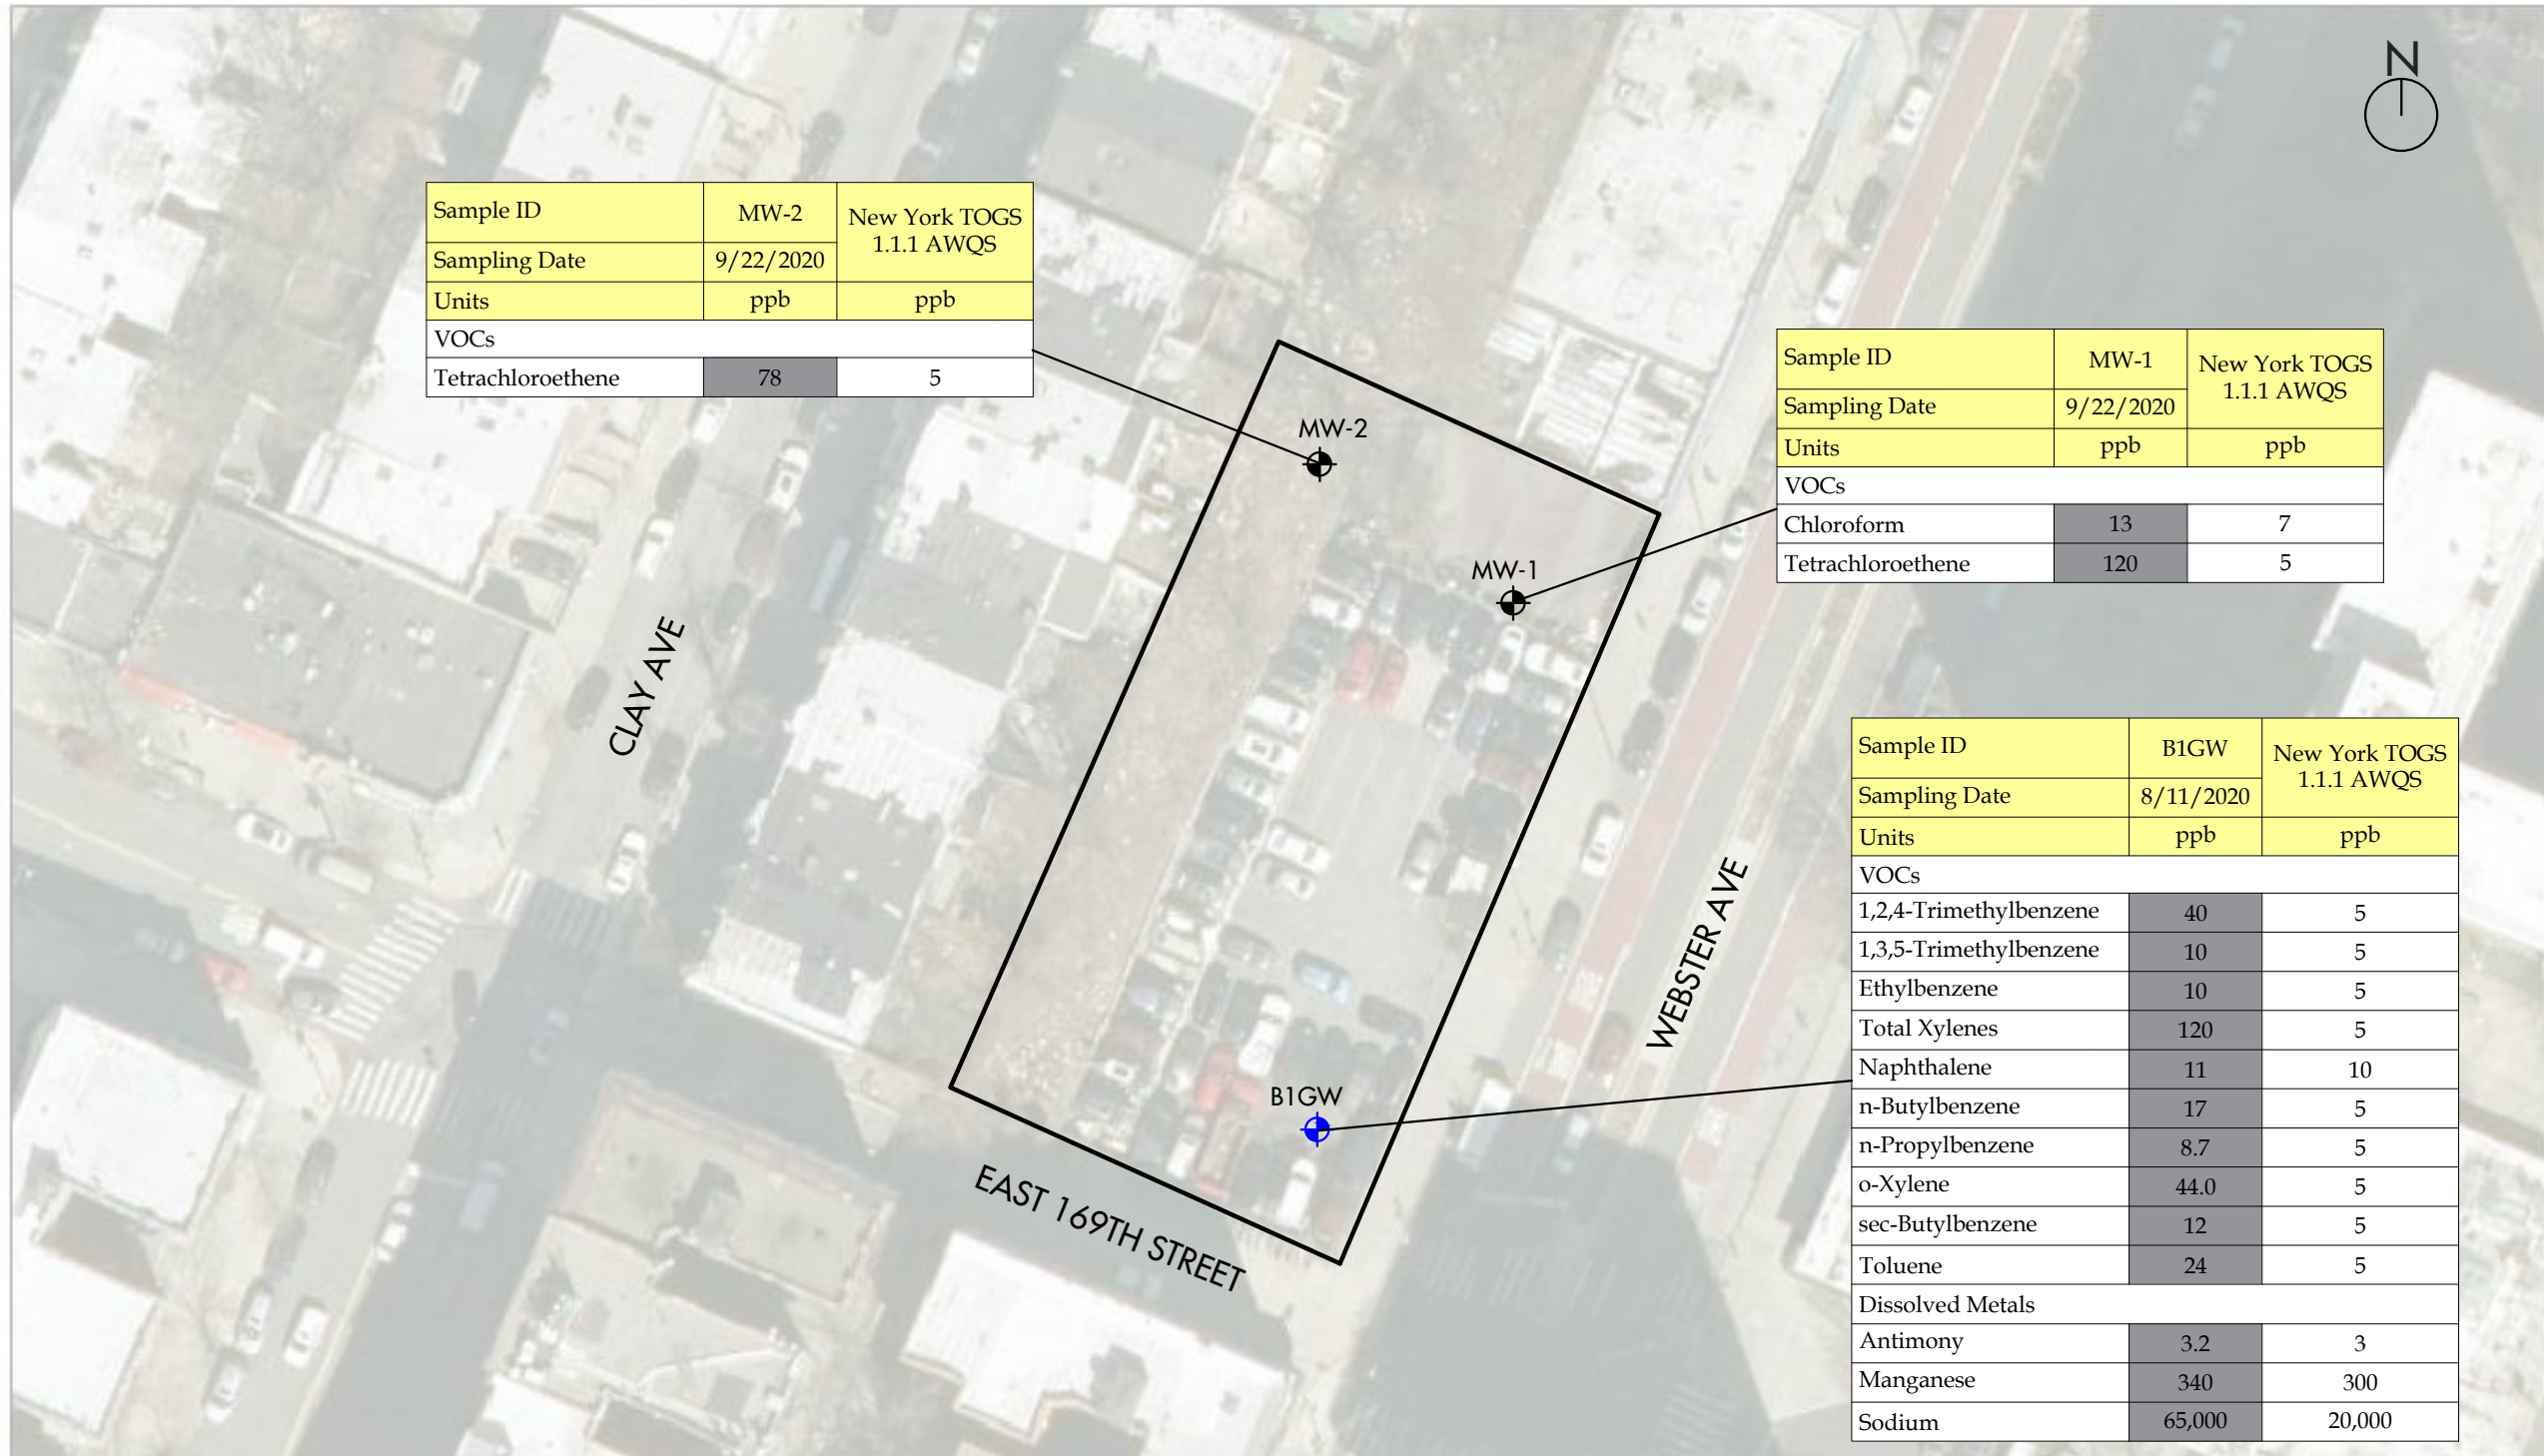 N
Sample ID MW-2 New York TOGS 1.1.1 AWQS
Sampling Date 9/22/2020
Units ppb ppb
VOCs
Tetrachloroethene 78 5
Sample ID MW-1 New York TOGS 1.1.1 AWQS
Sampling Date 9/22/2020
Units ppb ppb
VOCs
Chloroform 13 7
Tetrachloroethene 120 5
MW-2
MW-1
CLAY AVE
WEBSTER AVE
B1GW
EAST 169TH STREET
Sample ID B1GW New York TOGS 1.1.1 AWQS
Sampling Date 8/11/2020
Units ppb ppb
VOCs
1,2,4-Trimethylbenzene 40 5
1,3,5-Trimethylbenzene 10 5
Ethylbenzene 10 5
Total Xylenes 120 5
Naphthalene 11 10
n-Butylbenzene 17 5
n-Propylbenzene 8.7 5
o-Xylene 44.0 5
sec-Butylbenzene 12 5
Toluene 24 5
Dissolved Metals
Antimony 3.2 3
Manganese 340 300
Sodium 65,000 20,000